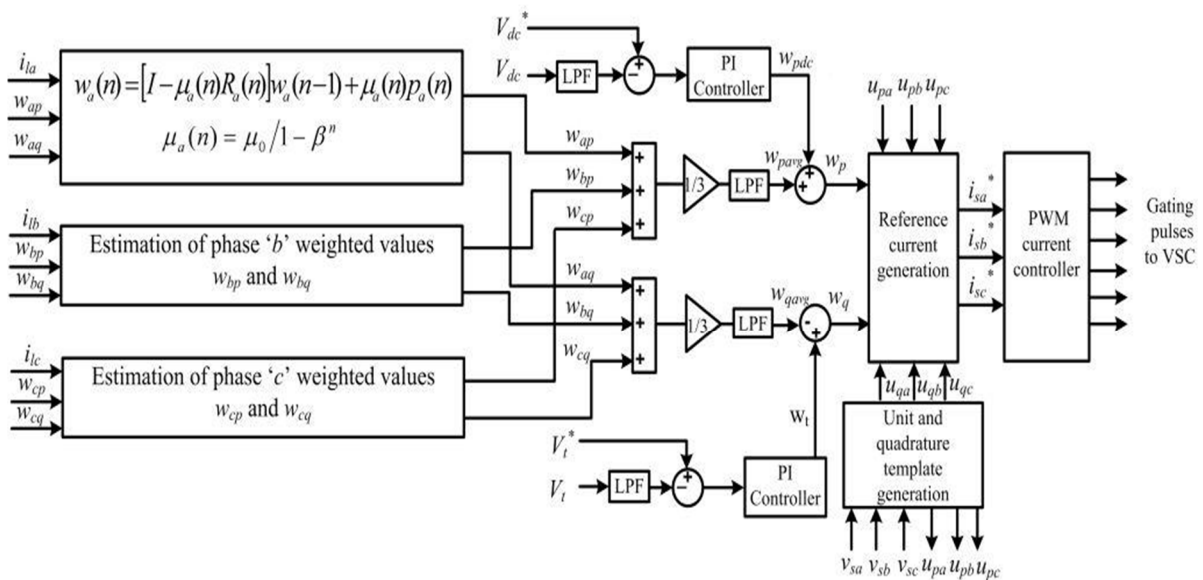 i_la
w_ap
w_aq
w_a(n)=[I-μ_a(n)R_a(n)]w_a(n-1)+μ_a(n)p_a(n)
μ_a(n) = μ_0/1-β^n
i_lb
w_bp
w_bq
Estimation of phase 'b' weighted values
w_bp and w_bq
i_lc
w_cp
w_cq
Estimation of phase 'c' weighted values
w_cp and w_cq
V_dc*
V_dc
LPF
+
−
PI
Controller
w_pdc
w_ap
w_bp
w_cp
+
+
+
1/3
LPF
w_pavg
+
+
w_p
w_aq
w_bq
w_cq
+
+
+
1/3
LPF
w_qavg
-
+
w_q
w_t
V_t*
V_t
LPF
+
−
PI
Controller
u_pa u_pb u_pc
Reference
current
generation
i_sa*
i_sb*
i_sc*
PWM
current
controller
Gating
pulses
to VSC
u_qa u_qb u_qc
Unit and
quadrature
template
generation
v_sa v_sb v_sc u_pa u_pb u_pc